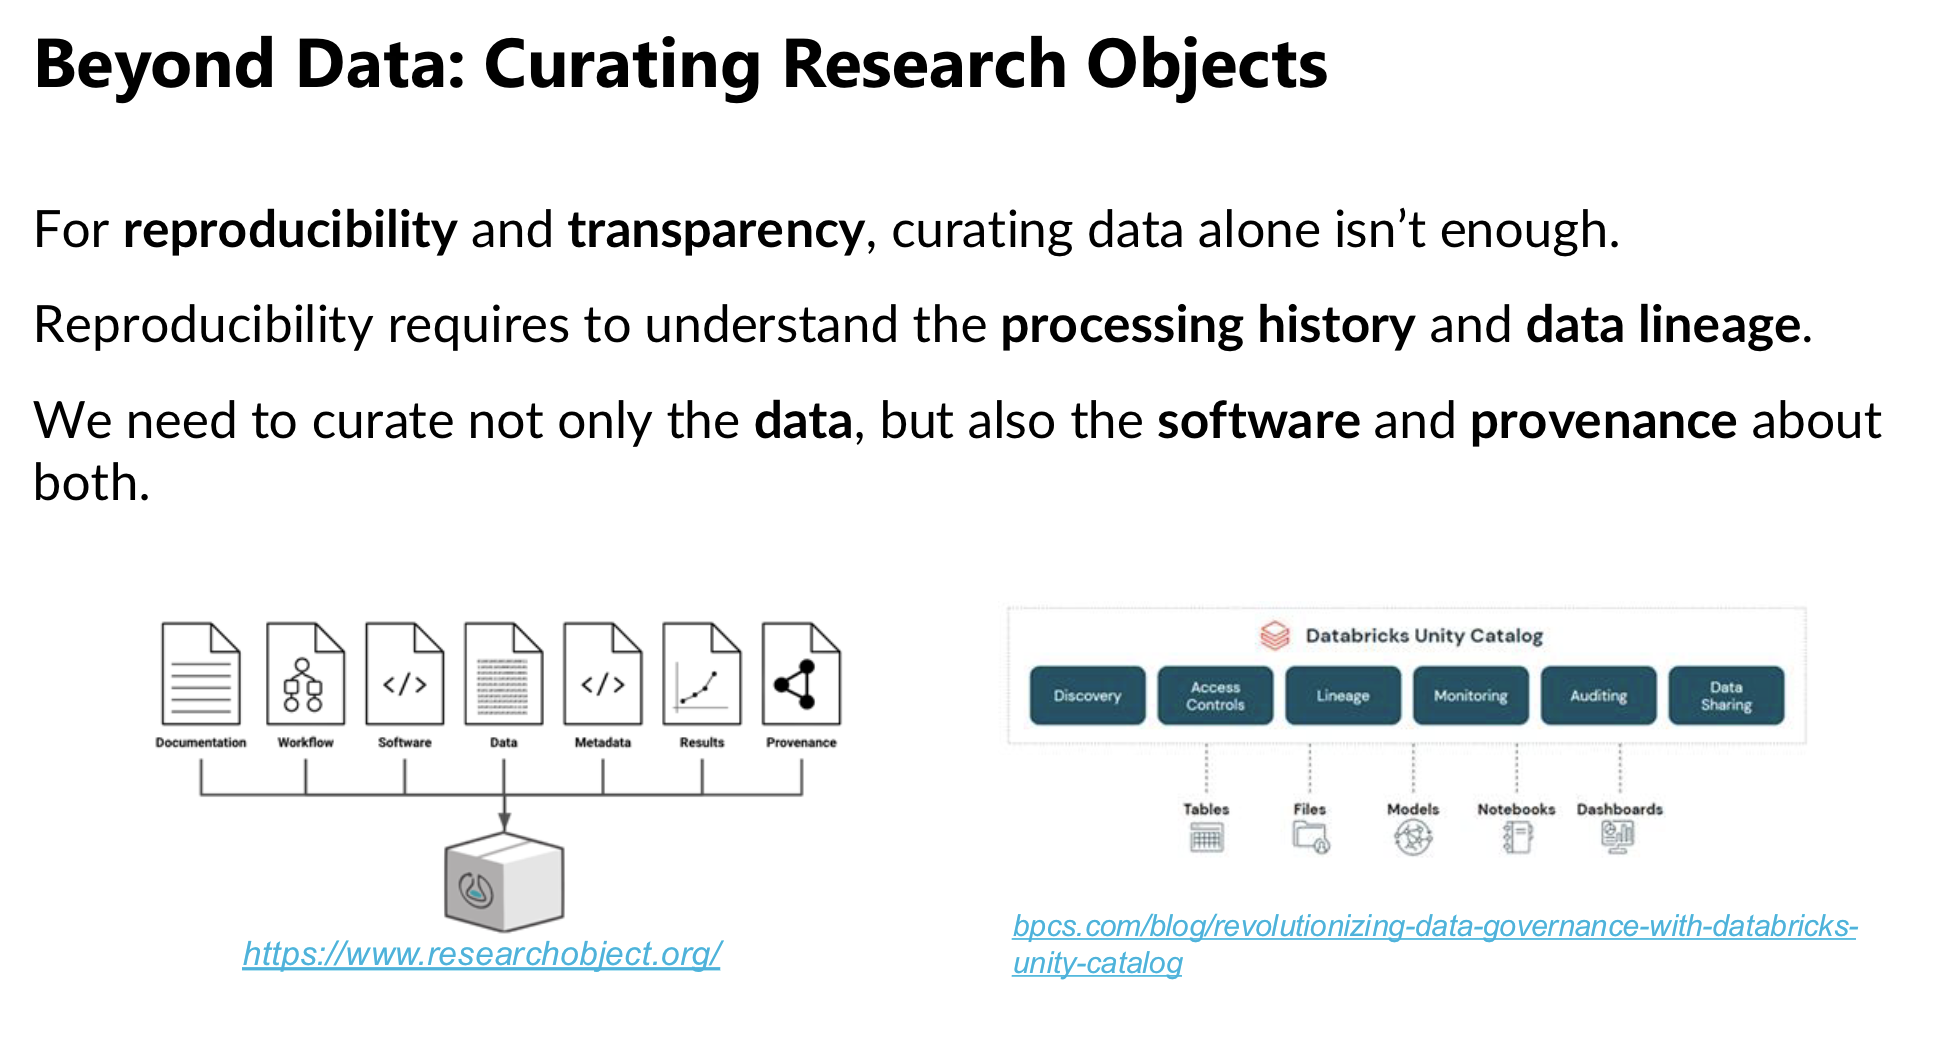 Beyond Data: Curating Research Objects
For reproducibility and transparency, curating data alone isn’t enough.
Reproducibility requires to understand the processing history and data lineage.
We need to curate not only the data, but also the software and provenance about
both.
Documentation Workflow Software Data Metadata Results Provenance
https://www.researchobject.org/
Databricks Unity Catalog
Discovery
Access
Controls
Lineage
Monitoring
Auditing
Data
Sharing
Tables Files Models Notebooks Dashboards
bpcs.com/blog/revolutionizing-data-governance-with-databricks-
unity-catalog